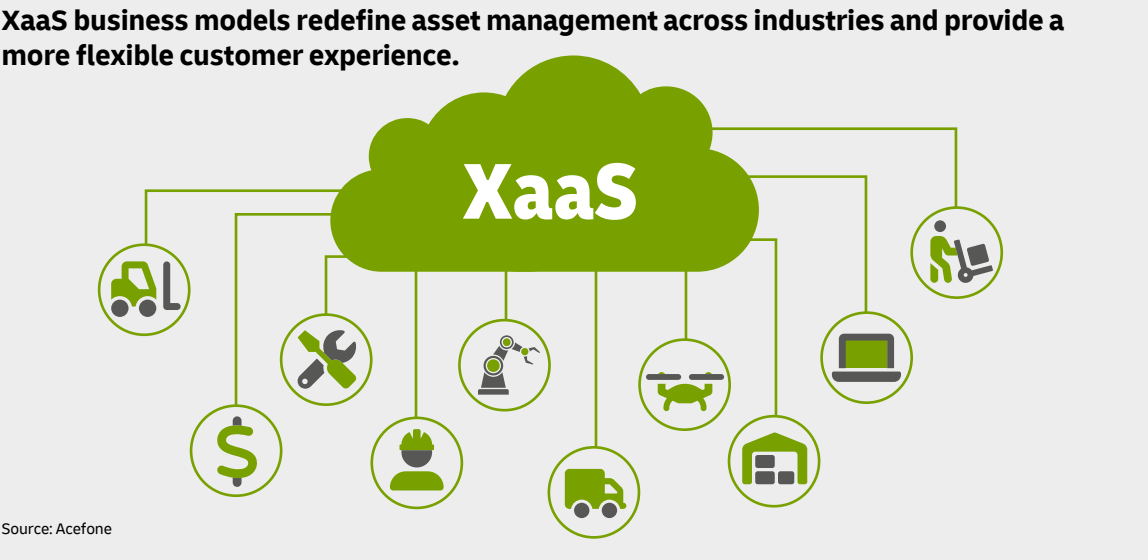 XaaS business models redefine asset management across industries and provide a
more flexible customer experience.
XaaS
$
Source: Acefone